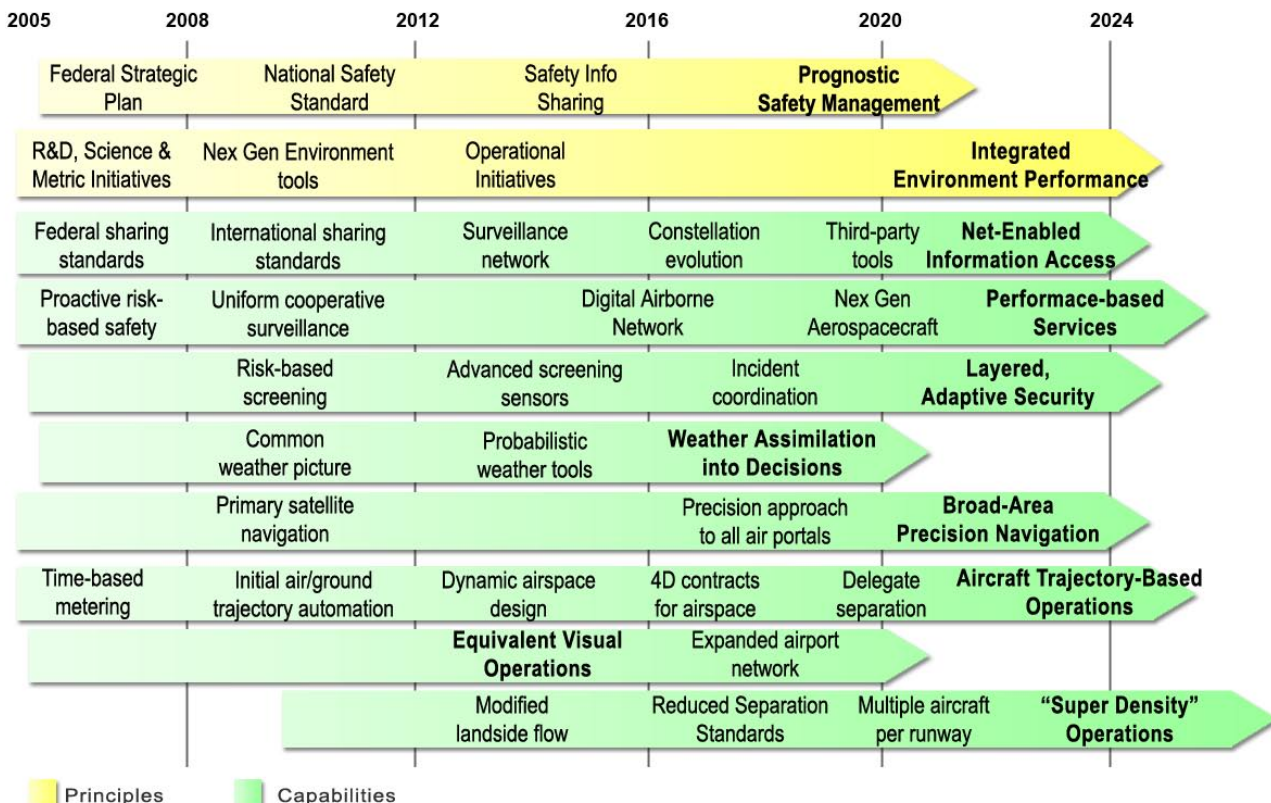 2005 2008 2012 2016 2020 2024
Federal Strategic Plan
National Safety Standard
Safety Info Sharing
Prognostic Safety Management
R&D, Science & Metric Initiatives
Nex Gen Environment tools
Operational Initiatives
Integrated Environment Performance
Federal sharing standards
International sharing standards
Surveillance network
Constellation evolution
Third-party tools
Net-Enabled Information Access
Proactive risk-based safety
Uniform cooperative surveillance
Digital Airborne Network
Nex Gen Aerospacecraft
Performace-based Services
Risk-based screening
Advanced screening sensors
Incident coordination
Layered, Adaptive Security
Common weather picture
Probabilistic weather tools
Weather Assimilation into Decisions
Primary satellite navigation
Precision approach to all air portals
Broad-Area Precision Navigation
Time-based metering
Initial air/ground trajectory automation
Dynamic airspace design
4D contracts for airspace
Delegate separation
Aircraft Trajectory-Based Operations
Equivalent Visual Operations
Expanded airport network
Modified landside flow
Reduced Separation Standards
Multiple aircraft per runway
“Super Density” Operations
Principles
Capabilities